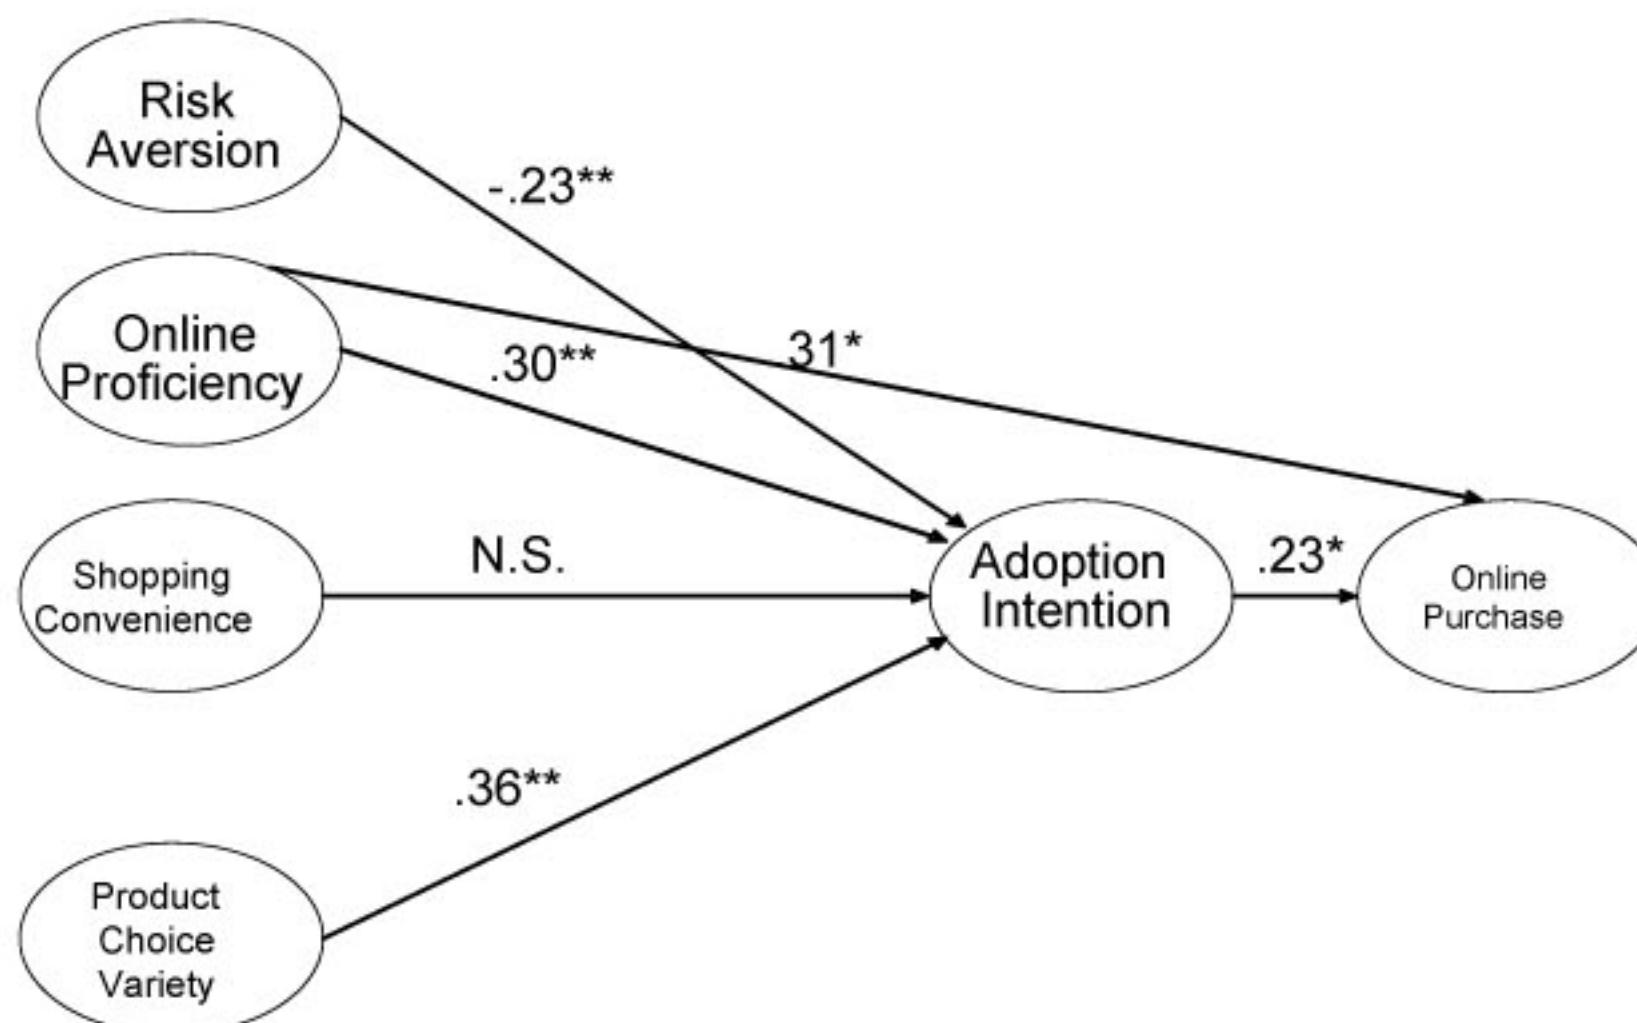 Risk
Aversion
-.23**
Online
Proficiency
.30**
.31*
Shopping
Convenience
N.S.
Adoption
Intention
.23*
Online
Purchase
.36**
Product
Choice
Variety